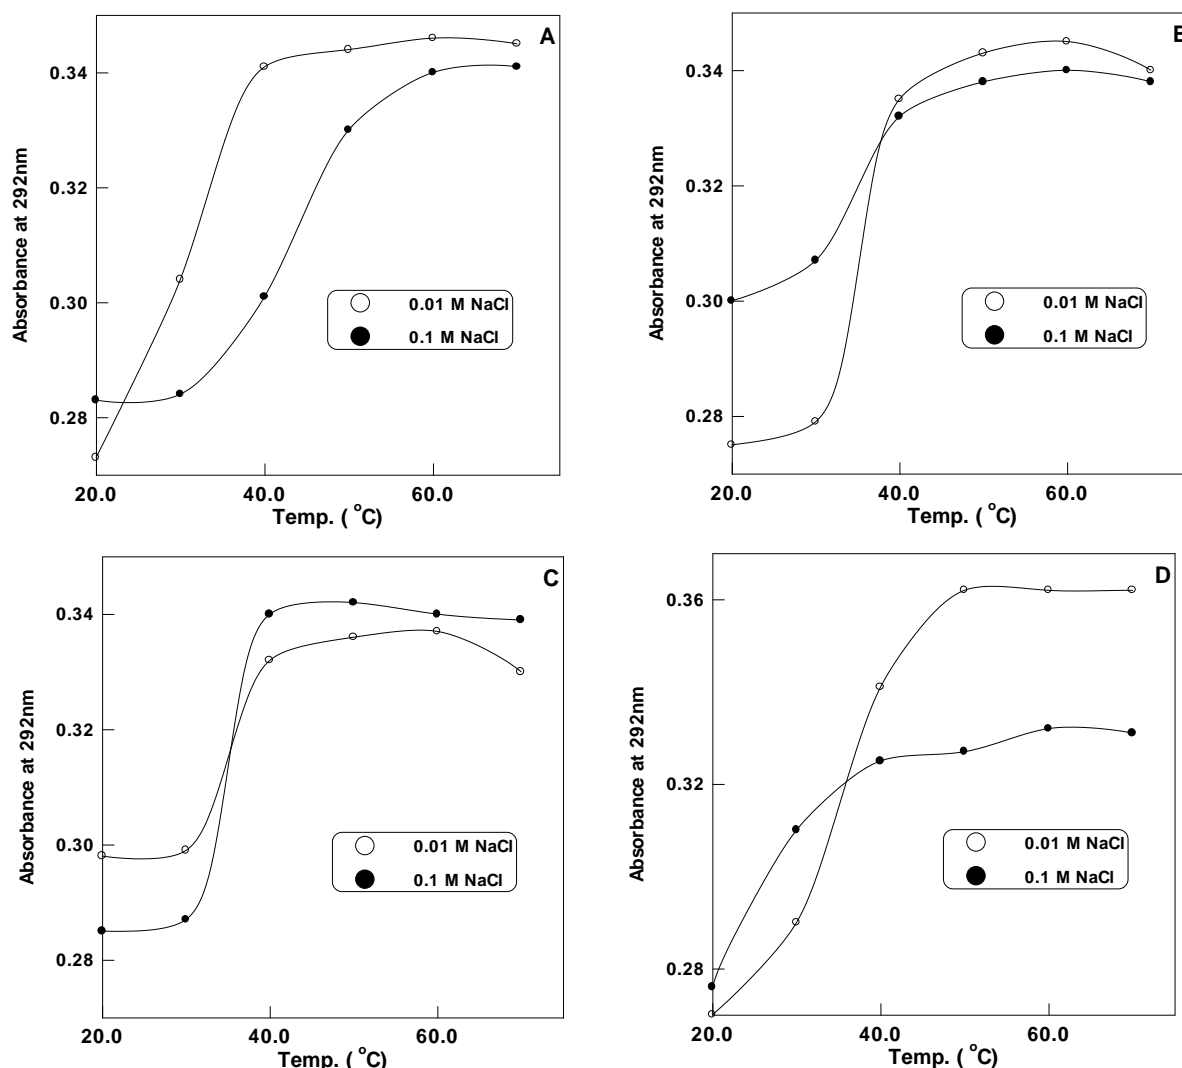 A
Absorbance at 292nm
0.34
0.32
0.30
0.28
0.01 M NaCl
0.1 M NaCl
20.0 40.0 60.0
Temp. ( °C)
B
Absorbance at 292nm
0.34
0.32
0.30
0.28
0.01 M NaCl
0.1 M NaCl
20.0 40.0 60.0
Temp. ( °C)
C
Absorbance at 292nm
0.34
0.32
0.30
0.28
0.01 M NaCl
0.1 M NaCl
20.0 40.0 60.0
Temp. ( °C)
D
Absorbance at 292nm
0.36
0.32
0.28
0.01 M NaCl
0.1 M NaCl
20.0 40.0 60.0
Temp. ( °C)